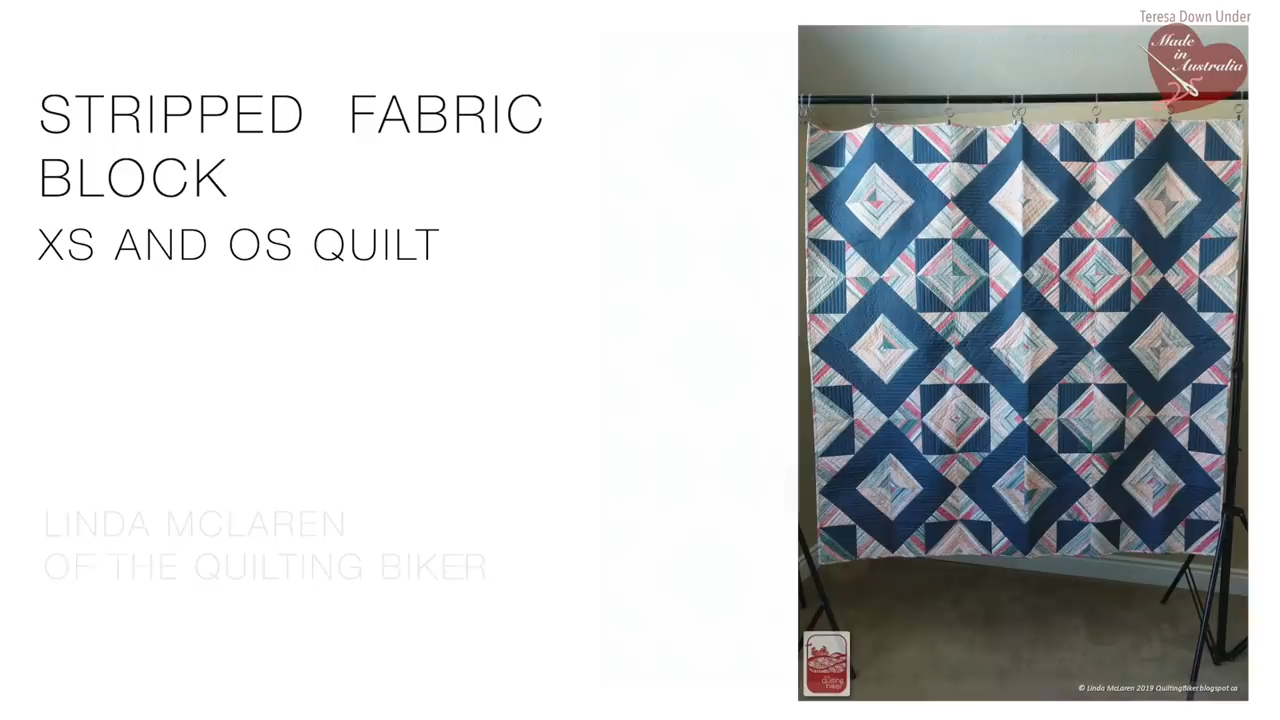 Teresa Down Under
Made
in
Australia
STRIPPED FABRIC
BLOCK
XS AND OS QUILT
LINDA MCLAREN
OF THE QUILTING BIKER
© Linda McLaren 2019 QuiltingBiker.blogspot.ca